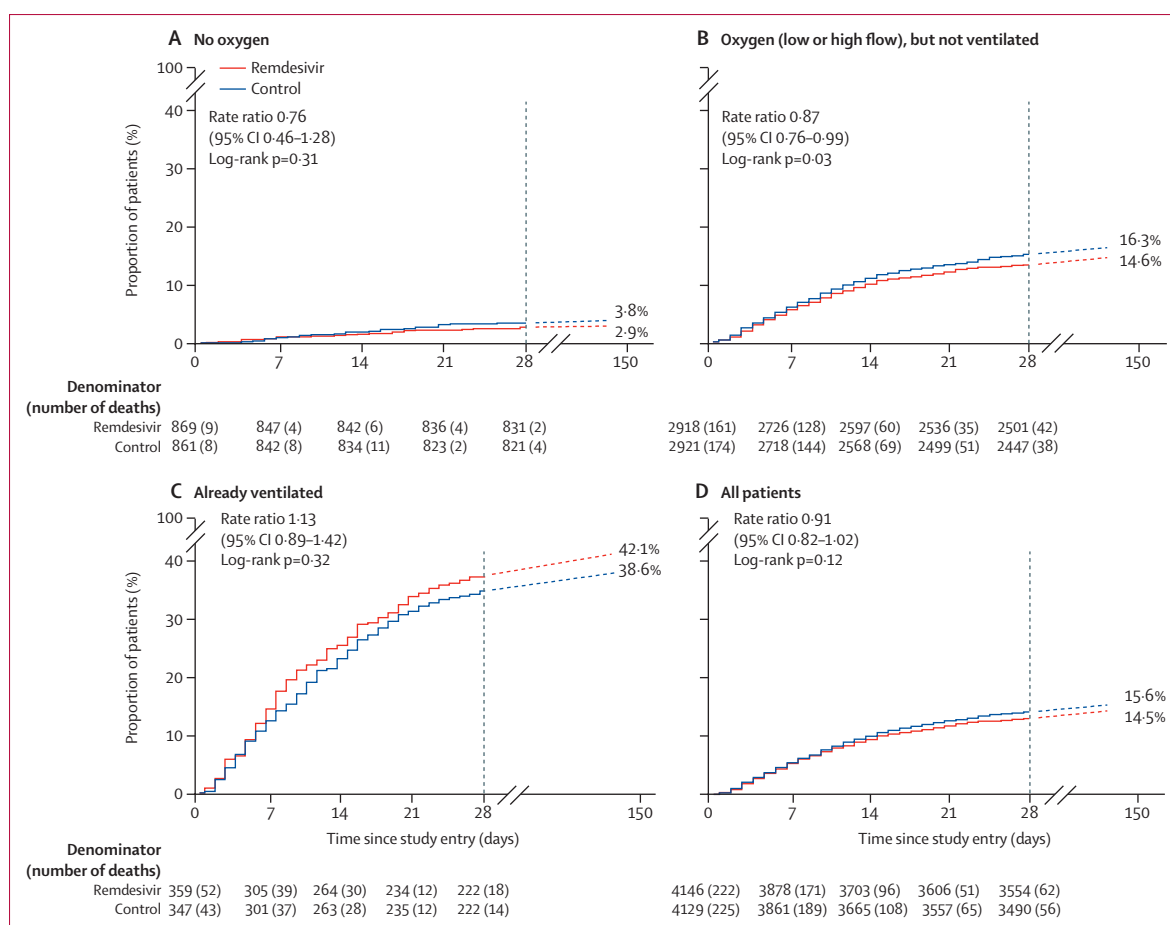 A No oxygen
Remdesivir
Control
Rate ratio 0·76
(95% CI 0·46–1·28)
Log-rank p=0·31
Proportion of patients (%)
100
40
30
20
10
0
0 7 14 21 28 150
3·8%
2·9%
B Oxygen (low or high flow), but not ventilated
Rate ratio 0·87
(95% CI 0·76–0·99)
Log-rank p=0·03
0 7 14 21 28 150
16·3%
14·6%
Denominator
(number of deaths)
Remdesivir 869 (9) 847 (4) 842 (6) 836 (4) 831 (2) 2918 (161) 2726 (128) 2597 (60) 2536 (35) 2501 (42)
Control 861 (8) 842 (8) 834 (11) 823 (2) 821 (4) 2921 (174) 2718 (144) 2568 (69) 2499 (51) 2447 (38)
C Already ventilated
Rate ratio 1·13
(95% CI 0·89–1·42)
Log-rank p=0·32
Proportion of patients (%)
100
40
30
20
10
0
0 7 14 21 28 150
Time since study entry (days)
42·1%
38·6%
D All patients
Rate ratio 0·91
(95% CI 0·82–1·02)
Log-rank p=0·12
0 7 14 21 28 150
Time since study entry (days)
15·6%
14·5%
Denominator
(number of deaths)
Remdesivir 359 (52) 305 (39) 264 (30) 234 (12) 222 (18) 4146 (222) 3878 (171) 3703 (96) 3606 (51) 3554 (62)
Control 347 (43) 301 (37) 263 (28) 235 (12) 222 (14) 4129 (225) 3861 (189) 3665 (108) 3557 (65) 3490 (56)